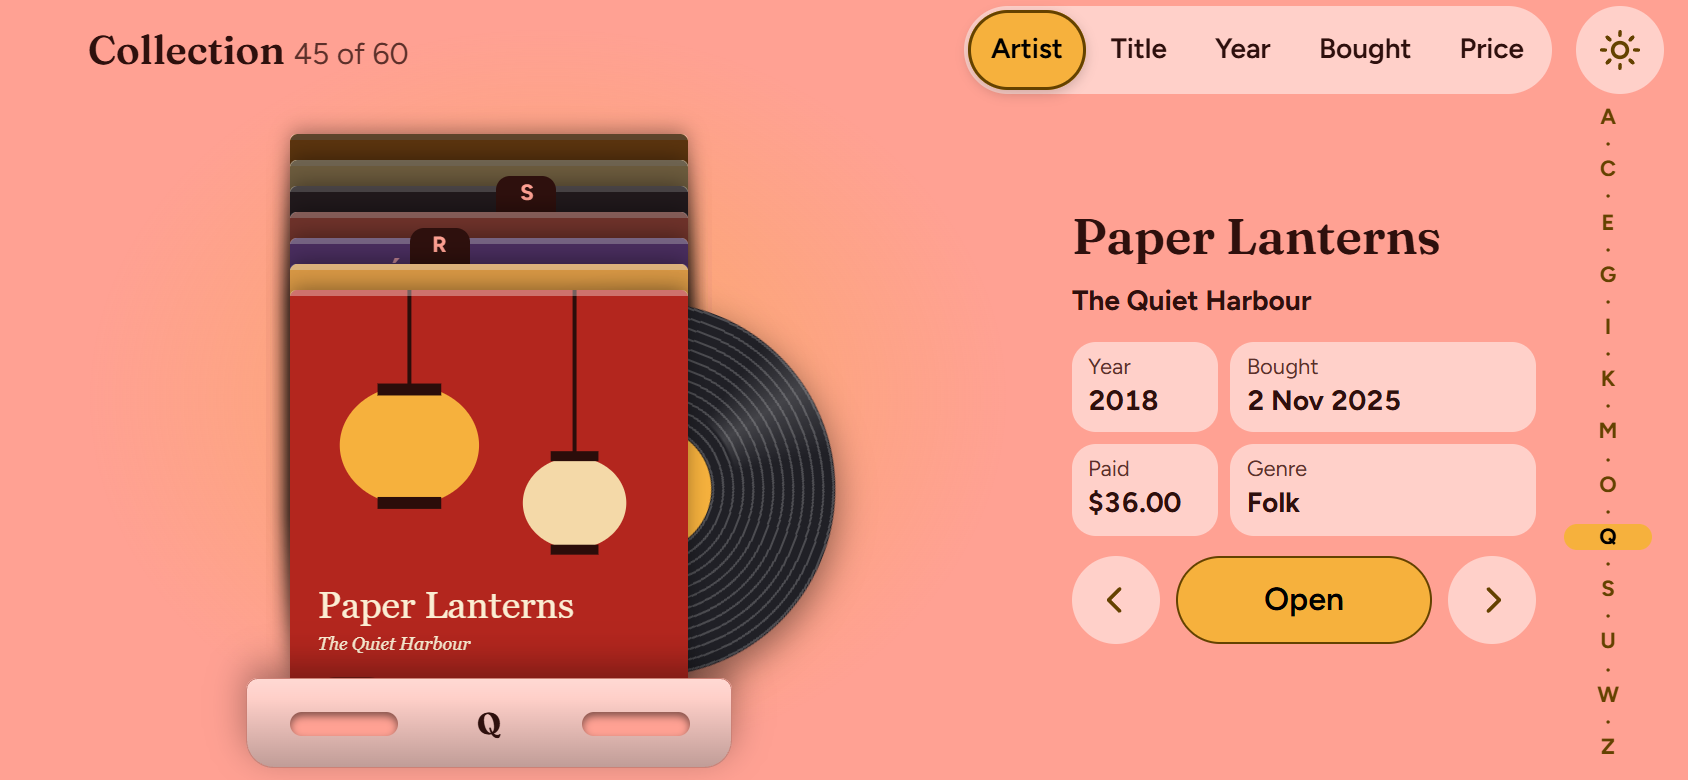 Collection 45 of 60
Artist Title Year Bought Price
S
R
Paper Lanterns
The Quiet Harbour
Q
Paper Lanterns
The Quiet Harbour
Year
2018
Bought
2 Nov 2025
Paid
$36.00
Genre
Folk
Open
A
·
C
·
E
·
G
·
I
·
K
·
M
·
O
·
Q
·
S
·
U
·
W
·
Z